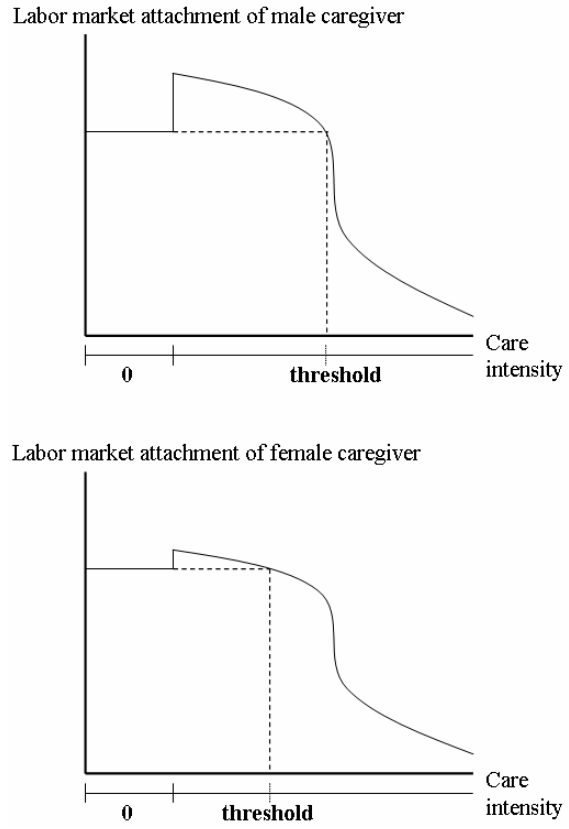 Labor market attachment of male caregiver
Care
intensity
0 threshold
Labor market attachment of female caregiver
Care
intensity
0 threshold